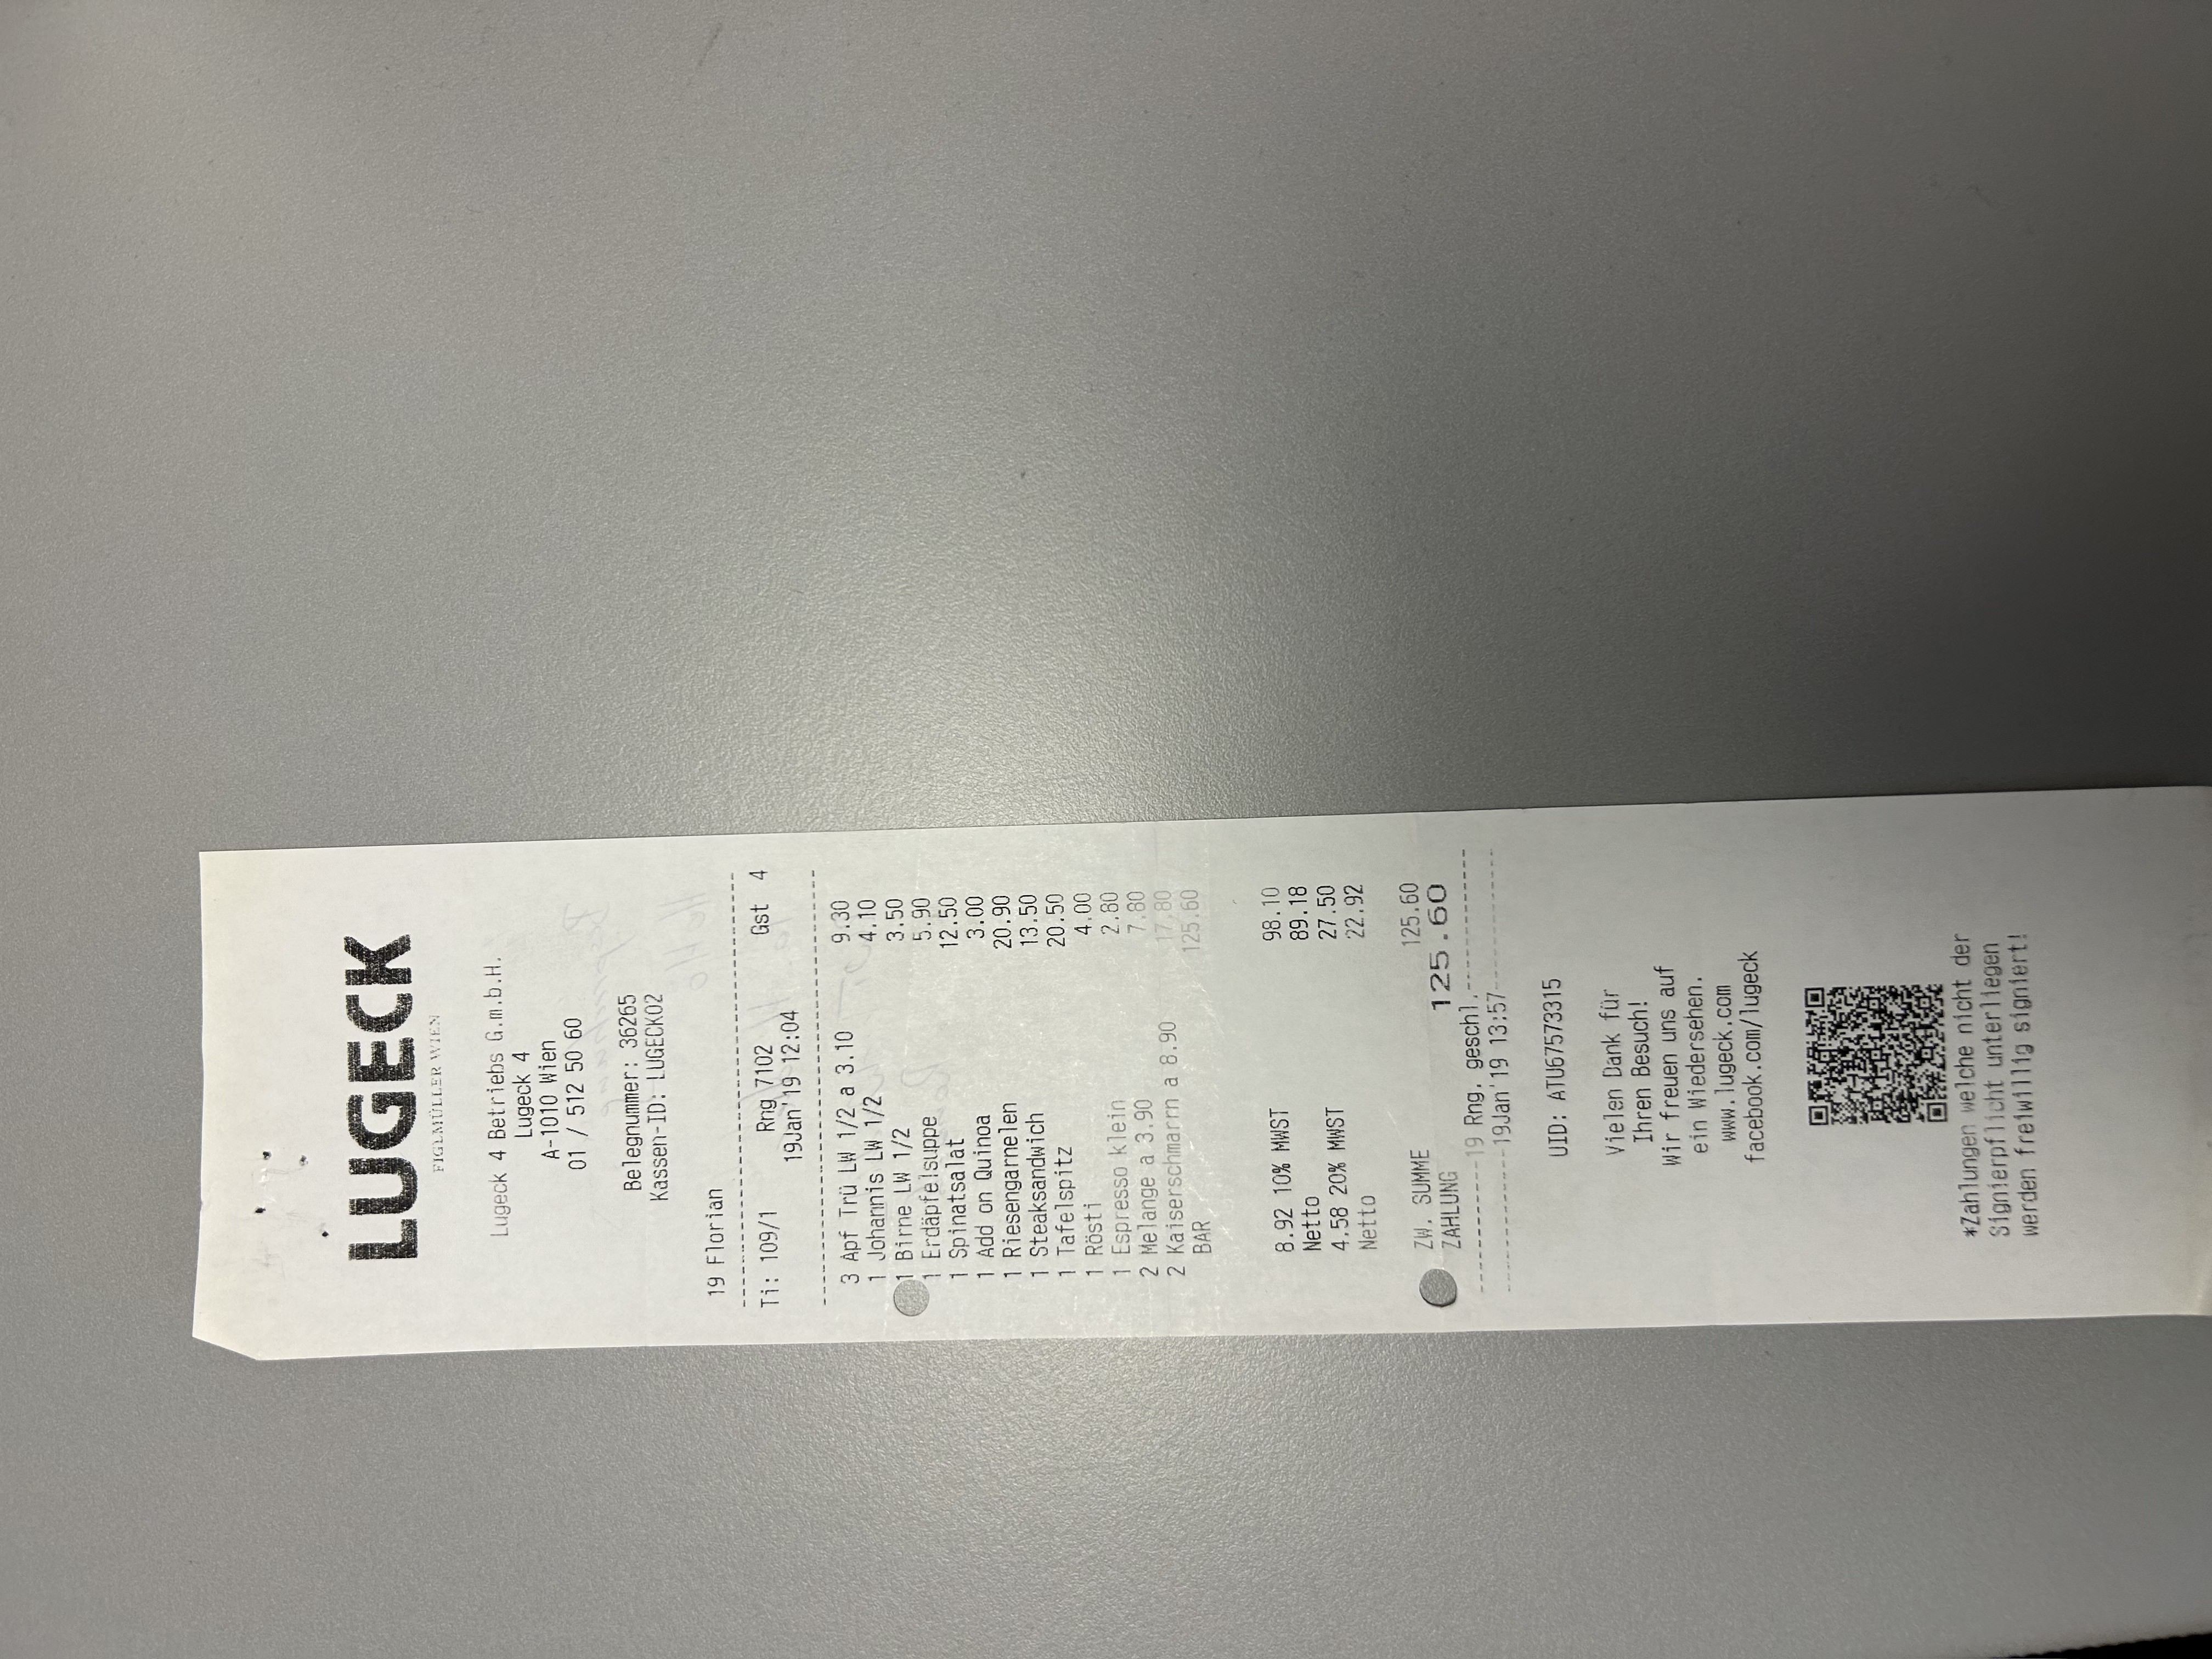 LUGECK
FIGLMÜLLER WIEN
Lugeck 4 Betriebs G.m.b.H.
Lugeck 4
A-1010 Wien
01 / 512 50 60
Belegnummer: 36265
Kassen-ID: LUGECK02
19 Florian
Ti: 109/1 Rng 7102 Gst 4
19Jan'19 12:04
3 Apf Trü LW 1/2 a 3.10 9.30
1 Johannis LW 1/2 4.10
1 Birne LW 1/2 3.50
1 Erdäpfelsuppe 5.90
1 Spinatsalat 12.50
1 Add on Quinoa 3.00
1 Riesengarnelen 20.90
1 Steaksandwich 13.50
1 Tafelspitz 20.50
1 Rösti 4.00
1 Espresso klein 2.80
2 Melange a 3.90 7.80
2 Kaiserschmarrn a 8.90 17.80
BAR 125.60
8.92 10% MWST 98.10
Netto 89.18
4.58 20% MWST 27.50
Netto 22.92
ZW. SUMME 125.60
ZAHLUNG 125.60
------------19 Rng. geschl.-------------
-------------19Jan'19 13:57-------------
UID: ATU67573315
Vielen Dank für
Ihren Besuch!
Wir freuen uns auf
ein Wiedersehen.
www.lugeck.com
facebook.com/lugeck
*Zahlungen welche nicht der
Signierpflicht unterliegen
werden freiwillig signiert!